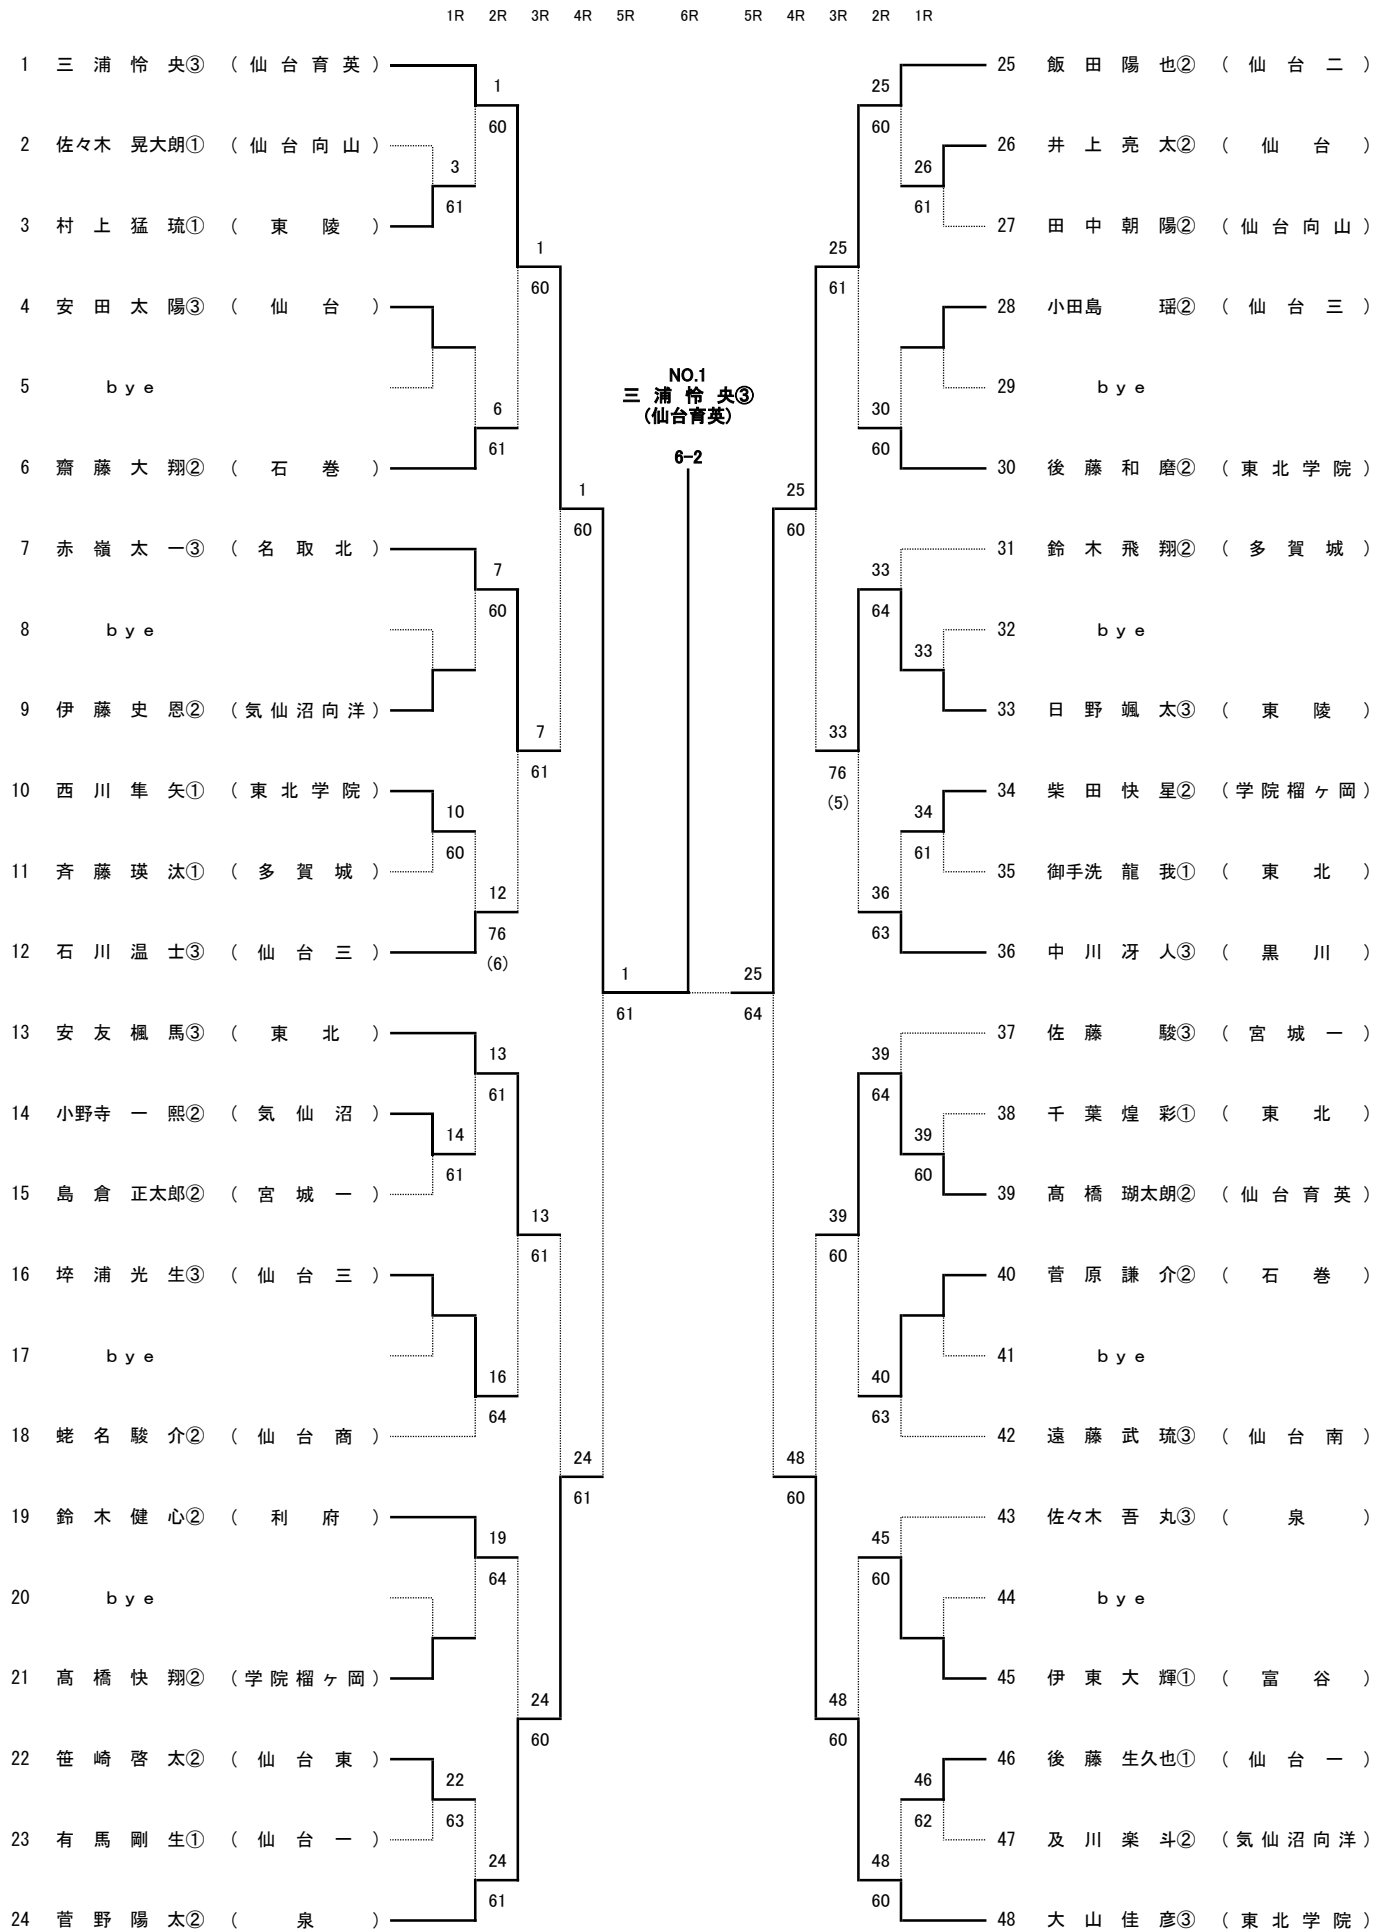 1R 2R 3R 4R 5R 6R 5R 4R 3R 2R 1R
1 三浦怜央③ (仙台育英) 25 飯田陽也② (仙台二)
1 25
60 60
2 佐々木晃大朗① (仙台向山) 26 井上亮太② (仙台)
3 26
61 61
3 村上猛琉① (東陵) 27 田中朝陽② (仙台向山)
1 25
60 61
4 安田太陽③ (仙台) 28 小田島瑶② (仙台三)
NO.1
三浦怜央③
(仙台育英)
5 bye 29 bye
6 30
61 60
6-2
6 齋藤大翔② (石巻) 30 後藤和磨② (東北学院)
1 25
60 60
7 赤嶺太一③ (名取北) 31 鈴木飛翔② (多賀城)
7 33
60 64
8 bye 32 bye
33
9 伊藤史恩② (気仙沼向洋) 33 日野颯太③ (東陵)
7 33
61 76
(5)
10 西川隼矢① (東北学院) 34 柴田快星② (学院榴ヶ岡)
10 34
60 61
11 斉藤瑛汰① (多賀城) 35 御手洗龍我① (東北)
12 36
76 63
(6)
12 石川温士③ (仙台三) 36 中川冴人③ (黒川)
1 25
61 64
13 安友楓馬③ (東北) 37 佐藤駿③ (宮城一)
13 39
61 64
14 小野寺一熙② (気仙沼) 38 千葉煌彩① (東北)
14 39
61 60
15 島倉正太郎② (宮城一) 39 髙橋瑚太朗② (仙台育英)
13 39
61 60
16 埣浦光生③ (仙台三) 40 菅原謙介② (石巻)
17 bye 41 bye
16 40
64 63
18 蛯名駿介② (仙台商) 42 遠藤武琉③ (仙台南)
24 48
61 60
19 鈴木健心② (利府) 43 佐々木吾丸③ (泉)
19 45
64 60
20 bye 44 bye
21 髙橋快翔② (学院榴ヶ岡) 45 伊東大輝① (富谷)
24 48
60 60
22 笹崎啓太② (仙台東) 46 後藤生久也① (仙台一)
22 46
63 62
23 有馬剛生① (仙台一) 47 及川楽斗② (気仙沼向洋)
24 48
61 60
24 菅野陽太② (泉) 48 大山佳彦③ (東北学院)